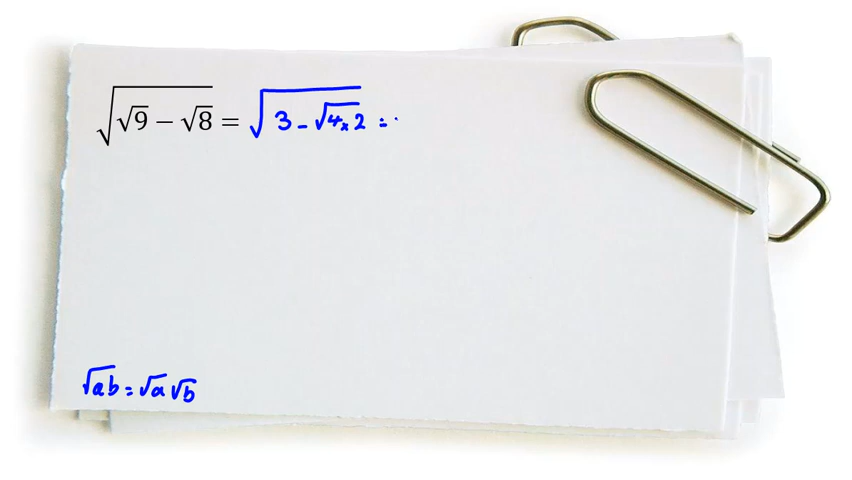 √(√9 − √8) = √(3 − √(4×2)) =
√ab = √a √b